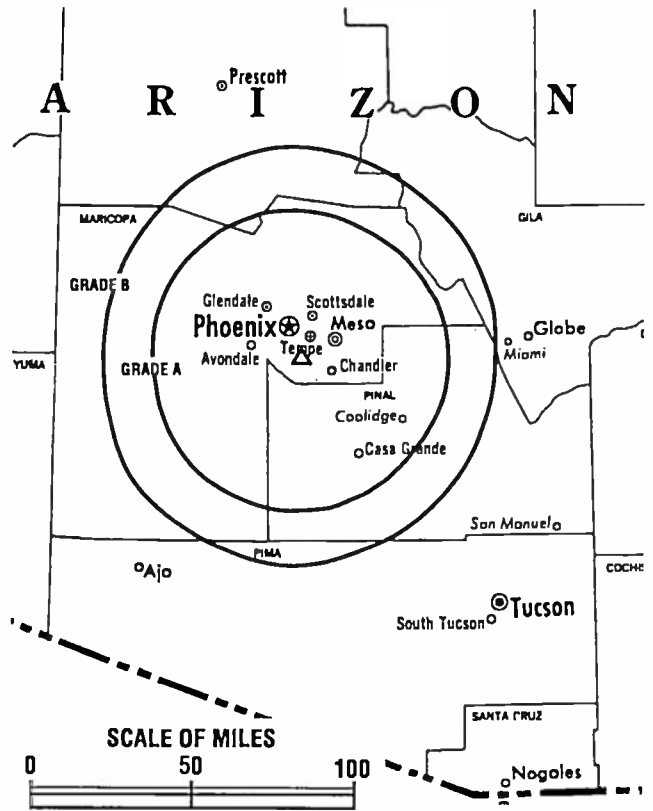 Prescott
A R I Z O N
MARICOPA
GILA
GRADE B
Glendale
Scottsdale
Phoenix
Mesa
Globe
Avondale
Tempe
Miami
YUMA
GRADE A
Chandler
PINAL
Coolidge
Casa Grande
San Manuel
PIMA
COCHIS
Ajo
Tucson
South Tucson
SCALE OF MILES
SANTA CRUZ
0 50 100
Nogales